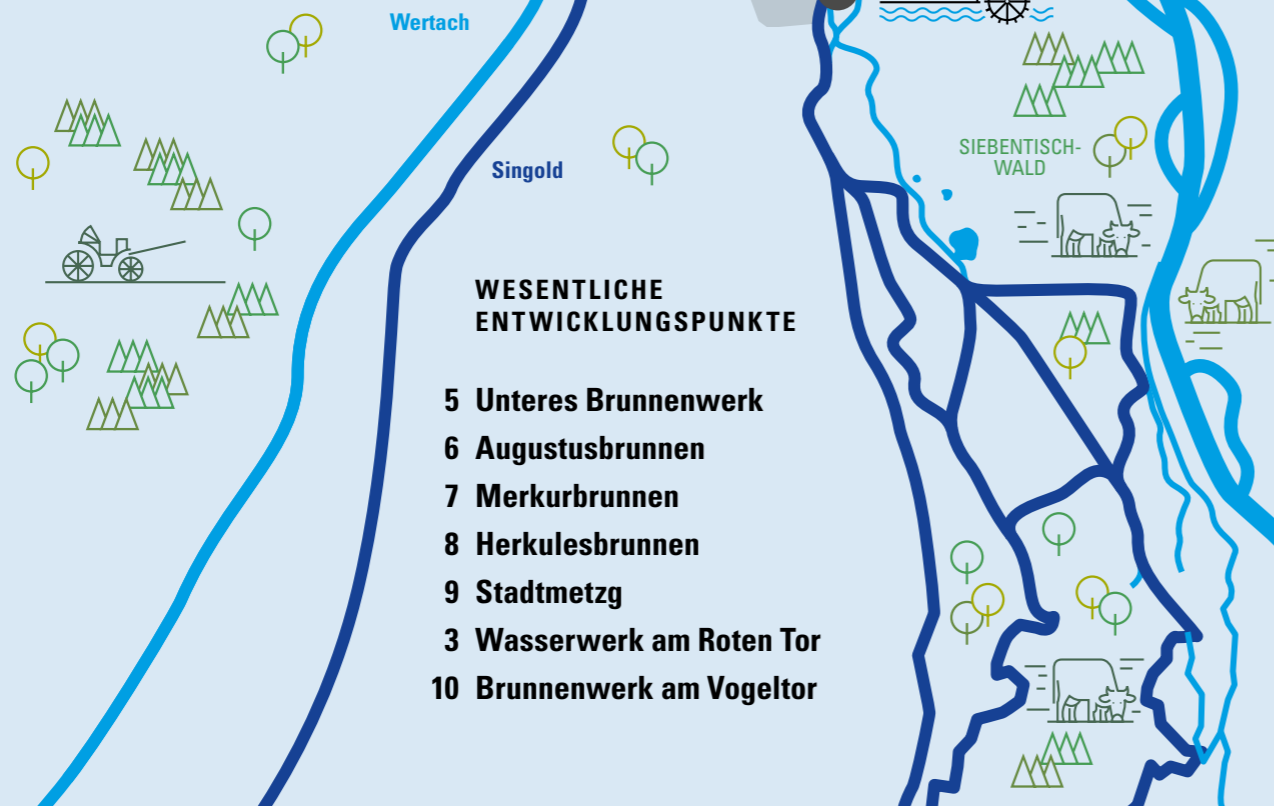 Wertach
SIEBENTISCH-
WALD
Singold
WESENTLICHE
ENTWICKLUNGSPUNKTE
5 Unteres Brunnenwerk
6 Augustusbrunnen
7 Merkurbrunnen
8 Herkulesbrunnen
9 Stadtmetzg
3 Wasserwerk am Roten Tor
10 Brunnenwerk am Vogeltor